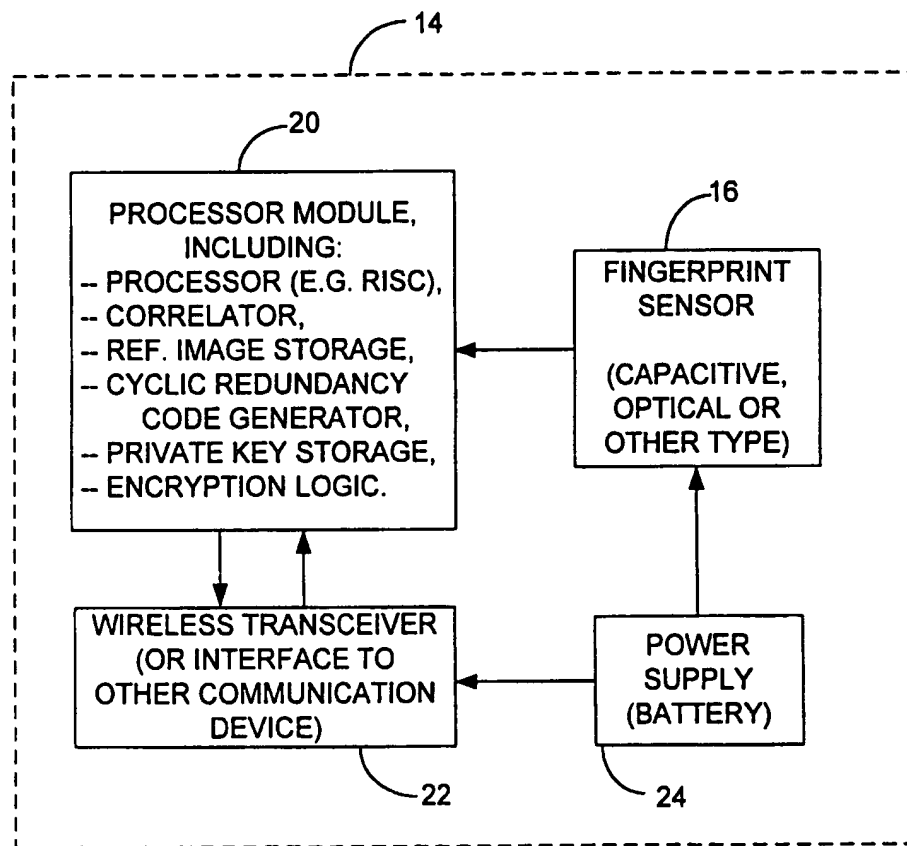 14
20
PROCESSOR MODULE,
INCLUDING:
-- PROCESSOR (E.G. RISC),
-- CORRELATOR,
-- REF. IMAGE STORAGE,
-- CYCLIC REDUNDANCY
CODE GENERATOR,
-- PRIVATE KEY STORAGE,
-- ENCRYPTION LOGIC.
16
FINGERPRINT
SENSOR
(CAPACITIVE,
OPTICAL OR
OTHER TYPE)
WIRELESS TRANSCEIVER
(OR INTERFACE TO
OTHER COMMUNICATION
DEVICE)
22
POWER
SUPPLY
(BATTERY)
24